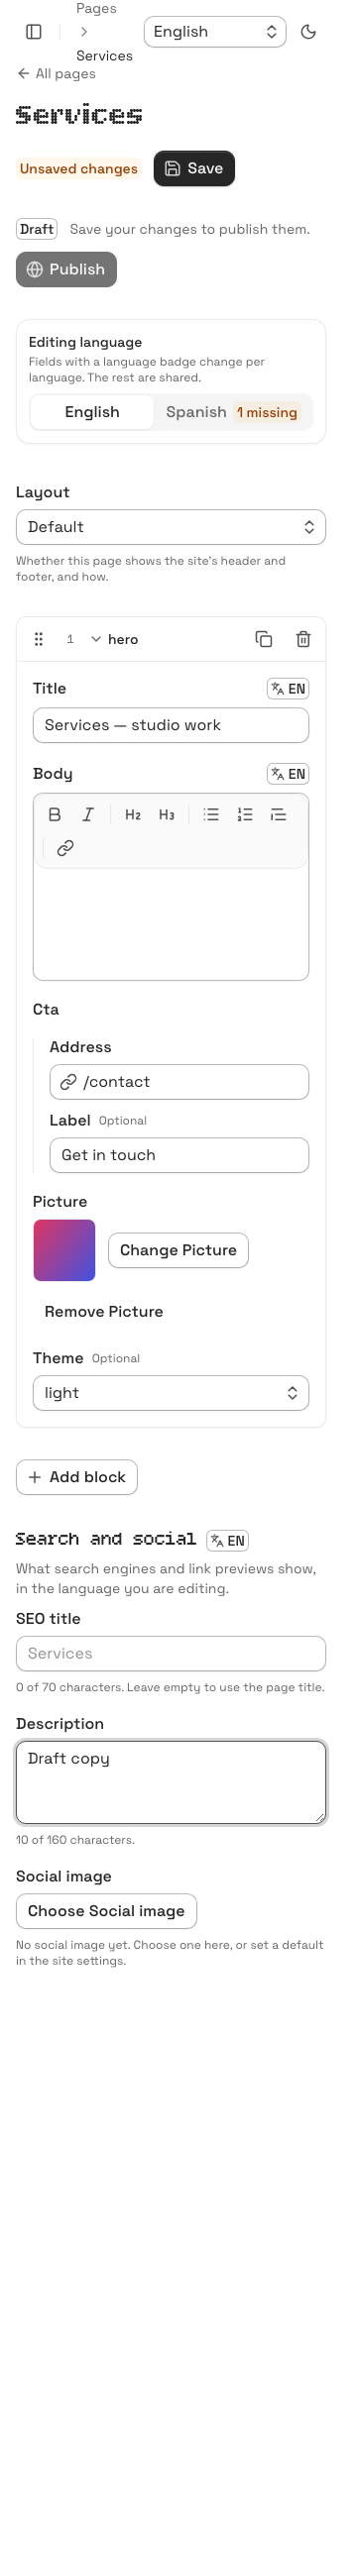 Pages
English
Services
All pages
Services
Unsaved changes
Save
Draft
Save your changes to publish them.
Publish
Editing language
Fields with a language badge change per
language. The rest are shared.
English
Spanish
1 missing
Layout
Default
Whether this page shows the site's header and
footer, and how.
1
hero
Title
EN
Services — studio work
Body
EN
B I H2 H3
Cta
Address
/contact
Label Optional
Get in touch
Picture
Change Picture
Remove Picture
Theme Optional
light
Add block
Search and social
EN
What search engines and link previews show,
in the language you are editing.
SEO title
Services
0 of 70 characters. Leave empty to use the page title.
Description
Draft copy
10 of 160 characters.
Social image
Choose Social image
No social image yet. Choose one here, or set a default
in the site settings.